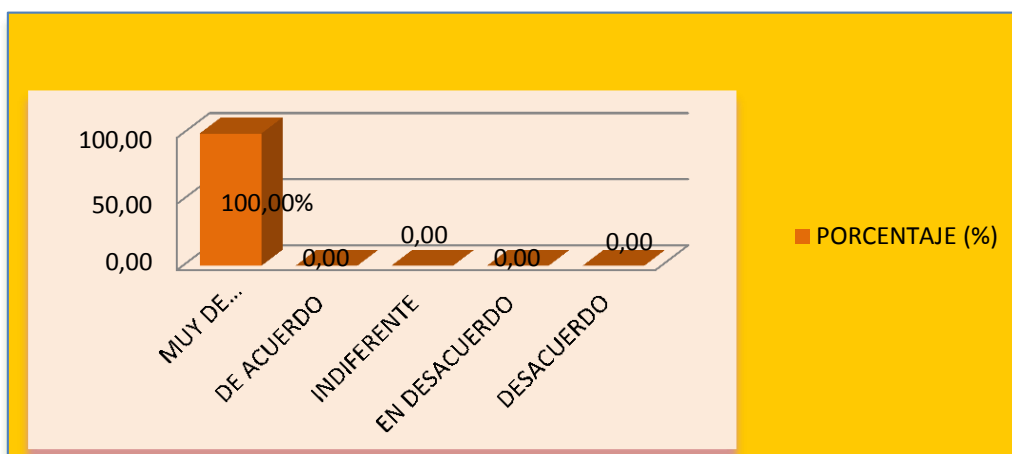 100,00
50,00
0,00
100,00%
0,00
0,00
0,00
0,00
MUY DE...
DE ACUERDO
INDIFERENTE
EN DESACUERDO
DESACUERDO
PORCENTAJE (%)